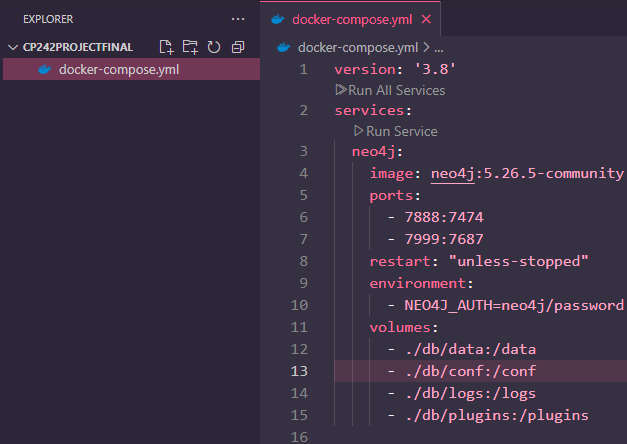 EXPLORER
CP242PROJECTFINAL
docker-compose.yml
docker-compose.yml
docker-compose.yml > ...
1 version: '3.8'
Run All Services
2 services:
Run Service
3 neo4j:
4 image: neo4j:5.26.5-community
5 ports:
6 - 7888:7474
7 - 7999:7687
8 restart: "unless-stopped"
9 environment:
10 - NEO4J_AUTH=neo4j/password
11 volumes:
12 - ./db/data:/data
13 - ./db/conf:/conf
14 - ./db/logs:/logs
15 - ./db/plugins:/plugins
16